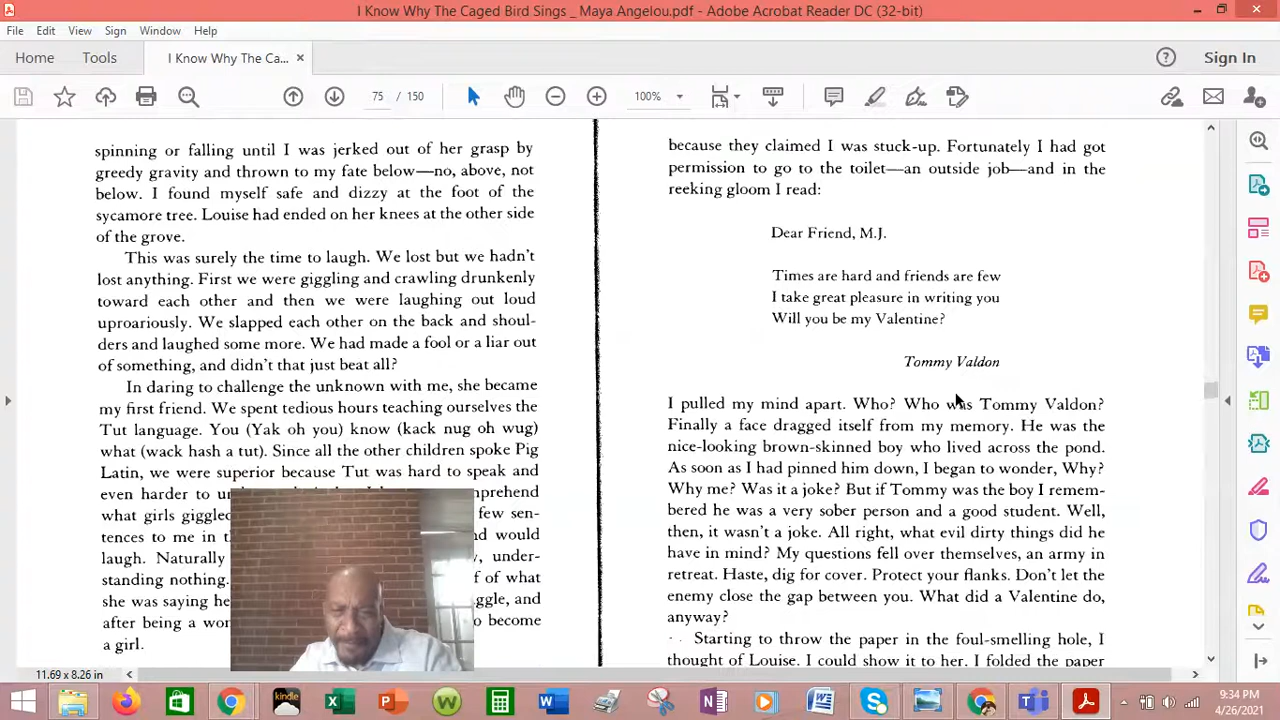 I Know Why The Caged Bird Sings _ Maya Angelou.pdf - Adobe Acrobat Reader DC (32-bit)
File Edit View Sign Window Help
Home Tools I Know Why The Ca... × Sign In
75 / 150 100%
spinning or falling until I was jerked out of her grasp by
greedy gravity and thrown to my fate below—no, above, not
below. I found myself safe and dizzy at the foot of the
sycamore tree. Louise had ended on her knees at the other side
of the grove.
This was surely the time to laugh. We lost but we hadn't
lost anything. First we were giggling and crawling drunkenly
toward each other and then we were laughing out loud
uproariously. We slapped each other on the back and shoul-
ders and laughed some more. We had made a fool or a liar out
of something, and didn't that just beat all?
In daring to challenge the unknown with me, she became
my first friend. We spent tedious hours teaching ourselves the
Tut language. You (Yak oh you) know (kack nug oh wug)
what (wack hash a tut). Since all the other children spoke Pig
Latin, we were superior because Tut was hard to speak and
even harder to
what girls giggle few sen-
tences to me in would
laugh. Naturally under-
standing nothing. of what
she was saying and
after being a become
a girl.
because they claimed I was stuck-up. Fortunately I had got
permission to go to the toilet—an outside job—and in the
reeking gloom I read:
Dear Friend, M.J.
Times are hard and friends are few
I take great pleasure in writing you
Will you be my Valentine?
Tommy Valdon
I pulled my mind apart. Who? Who was Tommy Valdon?
Finally a face dragged itself from my memory. He was the
nice-looking brown-skinned boy who lived across the pond.
As soon as I had pinned him down, I began to wonder, Why?
Why me? Was it a joke? But if Tommy was the boy I remem-
bered he was a very sober person and a good student. Well,
then, it wasn't a joke. All right, what evil dirty things did he
have in mind? My questions fell over themselves, an army in
retreat. Haste, dig for cover. Protect your flanks. Don't let the
enemy close the gap between you. What did a Valentine do,
anyway?
Starting to throw the paper in the foul-smelling hole, I
thought of Louise. I could show it to her. I folded the paper
11.69 x 8.26 in
kindle
9:34 PM
4/26/2021